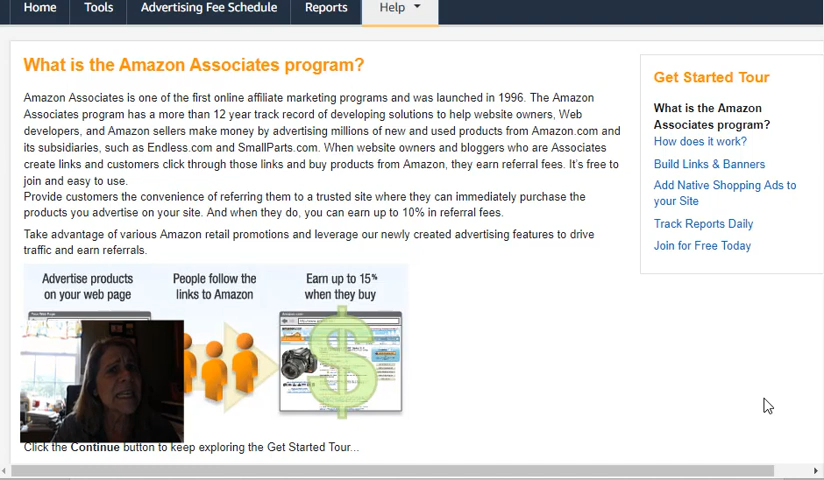 Home Tools Advertising Fee Schedule Reports Help
What is the Amazon Associates program?
Amazon Associates is one of the first online affiliate marketing programs and was launched in 1996. The Amazon
Associates program has a more than 12 year track record of developing solutions to help website owners, Web
developers, and Amazon sellers make money by advertising millions of new and used products from Amazon.com and
its subsidiaries, such as Endless.com and SmallParts.com. When website owners and bloggers who are Associates
create links and customers click through those links and buy products from Amazon, they earn referral fees. It's free to
join and easy to use.
Provide customers the convenience of referring them to a trusted site where they can immediately purchase the
products you advertise on your site. And when they do, you can earn up to 10% in referral fees.
Take advantage of various Amazon retail promotions and leverage our newly created advertising features to drive
traffic and earn referrals.
Advertise products
on your web page
People follow the
links to Amazon
Earn up to 15%
when they buy
Click the Continue button to keep exploring the Get Started Tour...
Get Started Tour
What is the Amazon
Associates program?
How does it work?
Build Links & Banners
Add Native Shopping Ads to
your Site
Track Reports Daily
Join for Free Today